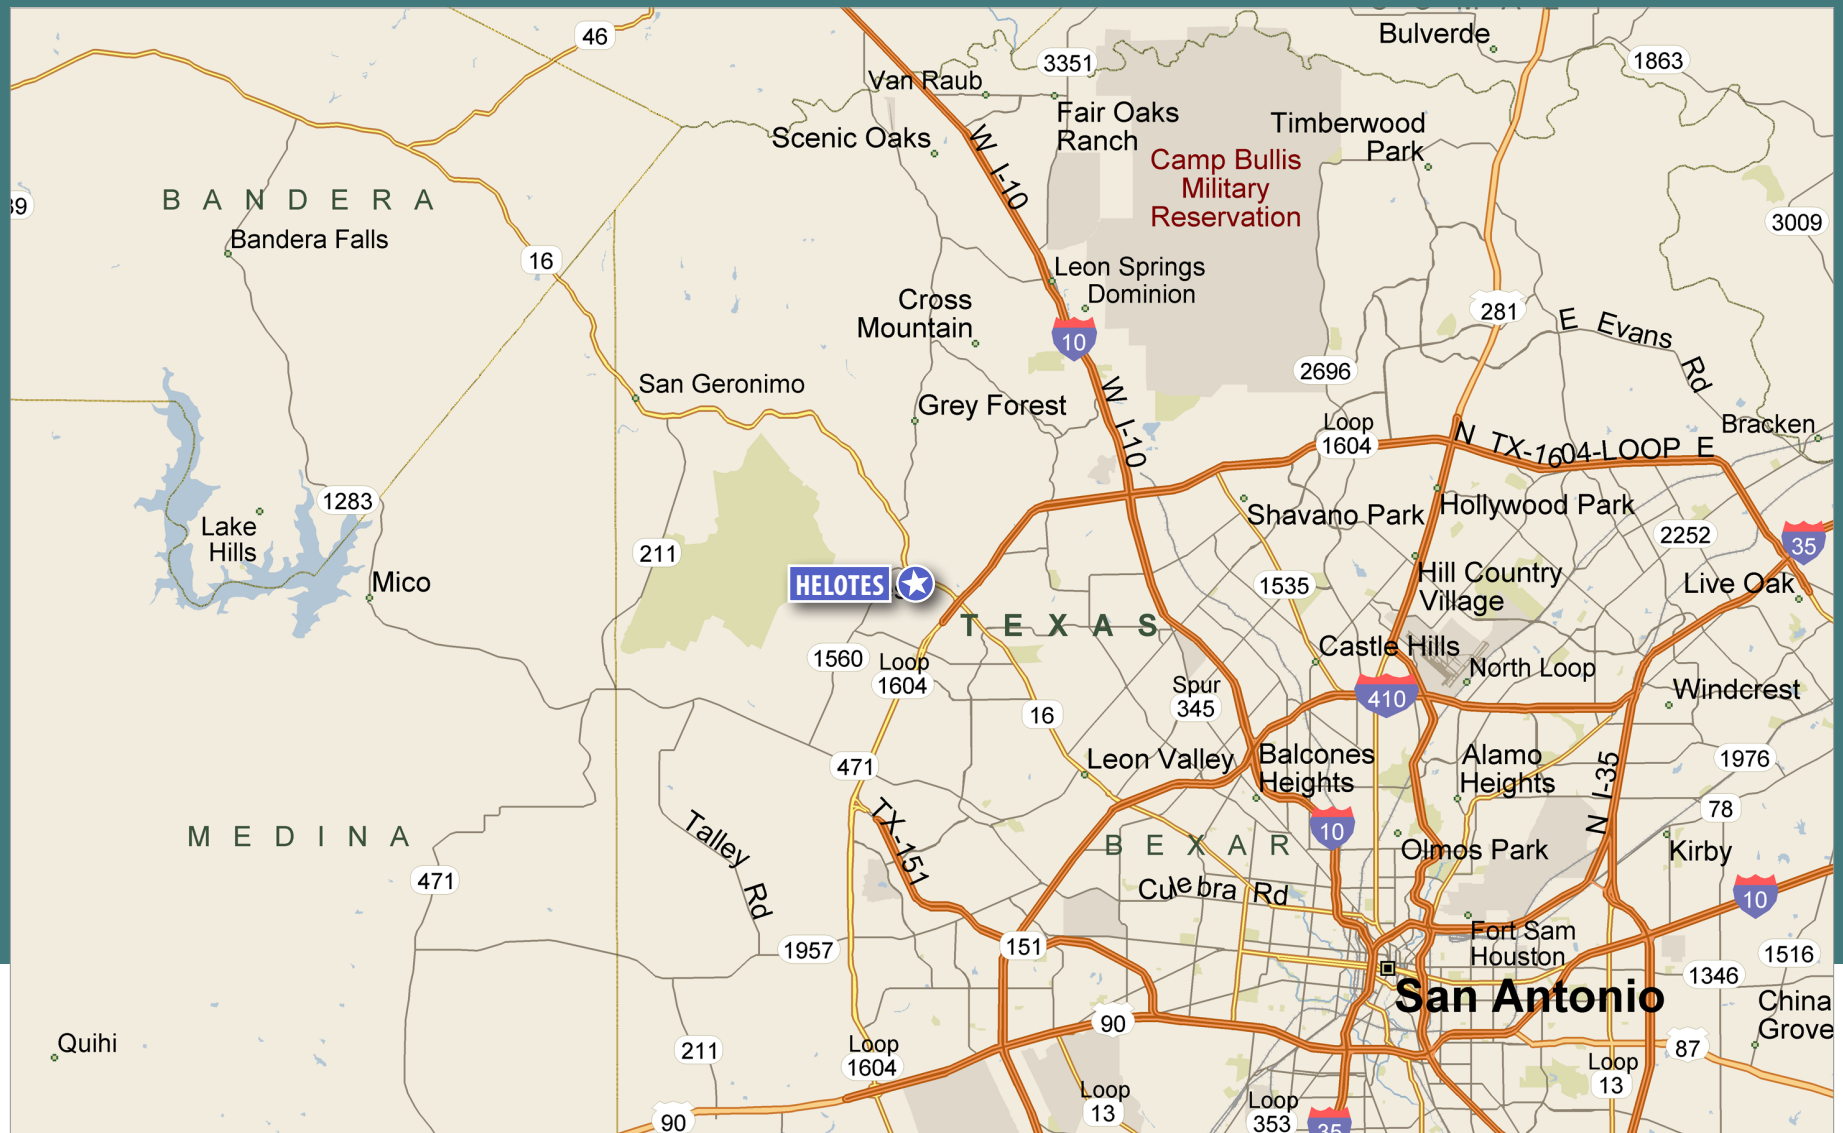 46
Bulverde
1863
3351
Van Raub
Fair Oaks
Ranch
Scenic Oaks
W I-10
Timberwood
Park
Camp Bullis
Military
Reservation
BANDERA
39
3009
Bandera Falls
16
Leon Springs
Dominion
Cross
Mountain
281
E Evans Rd
10
2696
San Geronimo
Grey Forest
W I-10
Loop
1604
N TX-1604-LOOP E
Bracken
1283
Shavano Park
Hollywood Park
Lake
Hills
2252
35
211
Mico
HELOTES
1535
Hill Country
Village
Live Oak
TEXAS
1560
Loop
1604
Castle Hills
North Loop
Spur
345
410
Windcrest
16
471
Leon Valley
Balcones
Heights
Alamo
Heights
1976
N I-35
78
TX-151
Talley Rd
MEDINA
BEXAR
10
Olmos Park
Kirby
471
Culebra Rd
10
1957
151
Fort Sam
Houston
1516
1346
San Antonio
China
Grove
Quihi
211
Loop
1604
90
87
Loop
13
Loop
13
Loop
353
35
90